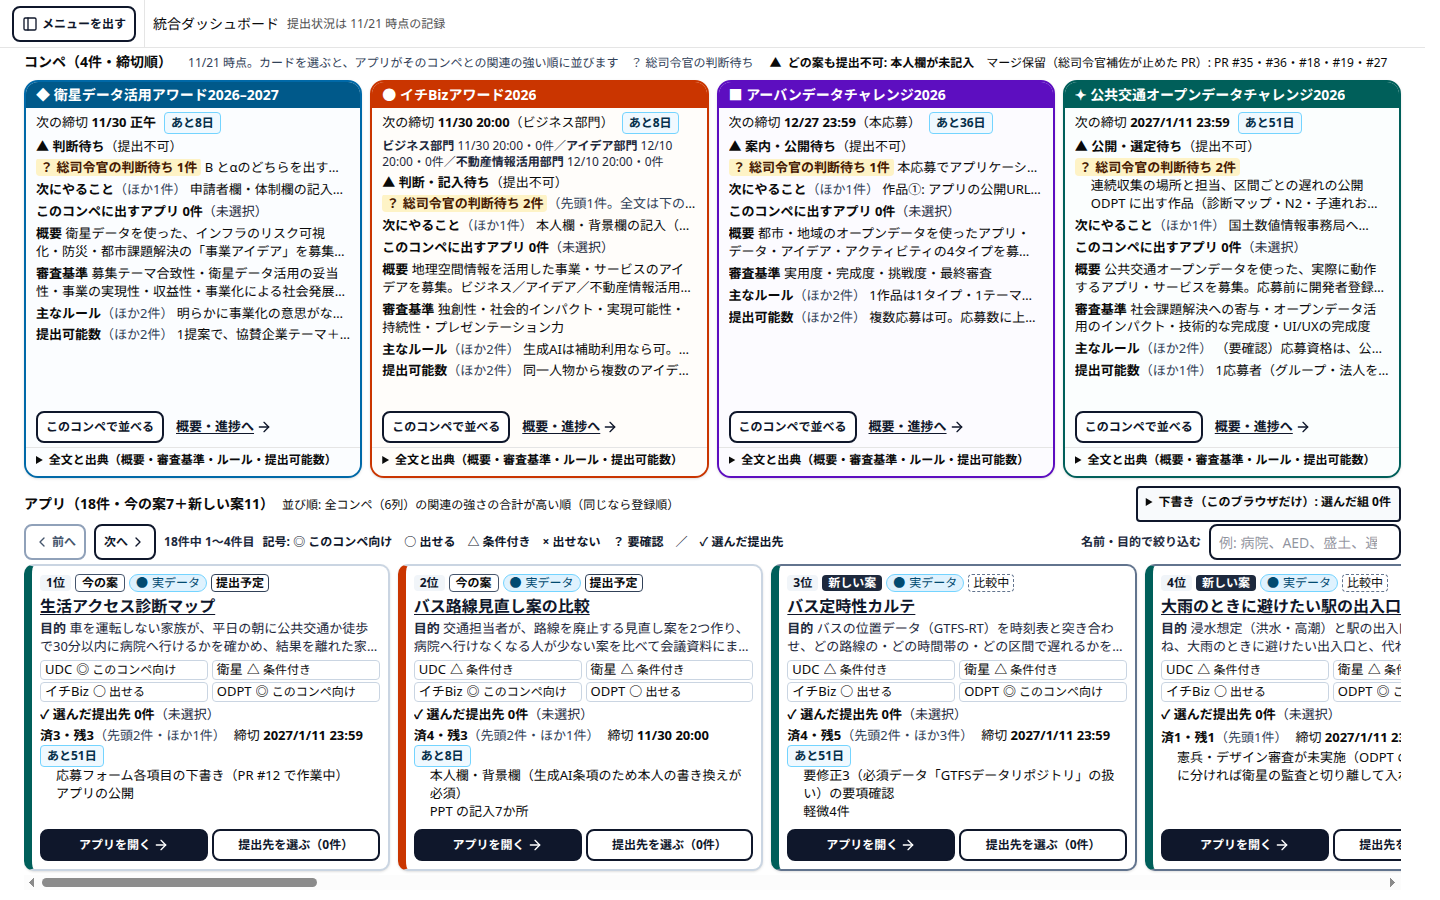 メニューを出す
統合ダッシュボード 提出状況は 11/21 時点の記録
コンペ（4件・締切順） 11/21 時点。カードを選ぶと、アプリがそのコンペとの関連の強い順に並びます ？ 総司令官の判断待ち ▲ どの案も提出不可: 本人欄が未記入 マージ保留（総司令官補佐が止めた PR）: PR #35・#36・#18・#19・#27
◆ 衛星データ活用アワード2026–2027
次の締切 11/30 正午 あと8日
▲ 判断待ち（提出不可）
？ 総司令官の判断待ち 1件 B とαのどちらを出す…
次にやること（ほか1件） 申請者欄・体制欄の記入…
このコンペに出すアプリ 0件（未選択）
概要 衛星データを使った、インフラのリスク可視
化・防災・都市課題解決の「事業アイデア」を募集…
審査基準 募集テーマ合致性・衛星データ活用の妥当
性・事業の実現性・収益性・事業化による社会発展…
主なルール（ほか2件） 明らかに事業化の意思がな…
提出可能数（ほか2件） 1提案で、協賛企業テーマ＋…
このコンペで並べる 概要・進捗へ →
▶ 全文と出典（概要・審査基準・ルール・提出可能数）
● イチBizアワード2026
次の締切 11/30 20:00（ビジネス部門） あと8日
ビジネス部門 11/30 20:00・0件／アイデア部門 12/10
20:00・0件／不動産情報活用部門 12/10 20:00・0件
▲ 判断・記入待ち（提出不可）
？ 総司令官の判断待ち 2件（先頭1件。全文は下の…
次にやること（ほか1件） 本人欄・背景欄の記入（…
このコンペに出すアプリ 0件（未選択）
概要 地理空間情報を活用した事業・サービスのアイ
デアを募集。ビジネス／アイデア／不動産情報活用…
審査基準 独創性・社会的インパクト・実現可能性・
持続性・プレゼンテーション力
主なルール（ほか2件） 生成AIは補助利用なら可。…
提出可能数（ほか2件） 同一人物から複数のアイデ…
このコンペで並べる 概要・進捗へ →
▶ 全文と出典（概要・審査基準・ルール・提出可能数）
■ アーバンデータチャレンジ2026
次の締切 12/27 23:59（本応募） あと36日
▲ 案内・公開待ち（提出不可）
？ 総司令官の判断待ち 1件 本応募でアプリケーシ…
次にやること（ほか1件） 作品①: アプリの公開URL…
このコンペに出すアプリ 0件（未選択）
概要 都市・地域のオープンデータを使ったアプリ・
データ・アイデア・アクティビティの4タイプを募…
審査基準 実用度・完成度・挑戦度・最終審査
主なルール（ほか2件） 1作品は1タイプ・1テーマ…
提出可能数（ほか2件） 複数応募は可。応募数に上…
このコンペで並べる 概要・進捗へ →
▶ 全文と出典（概要・審査基準・ルール・提出可能数）
✦ 公共交通オープンデータチャレンジ2026
次の締切 2027/1/11 23:59 あと51日
▲ 公開・選定待ち（提出不可）
？ 総司令官の判断待ち 2件
連続収集の場所と担当、区間ごとの遅れの公開
ODPT に出す作品（診断マップ・N2・子連れお…
次にやること（ほか1件） 国土数値情報事務局へ…
このコンペに出すアプリ 0件（未選択）
概要 公共交通オープンデータを使った、実際に動作
するアプリ・サービスを募集。応募前に開発者登録…
審査基準 社会課題解決への寄与・オープンデータ活
用のインパクト・技術的な完成度・UI/UXの完成度
主なルール（ほか2件） （要確認）応募資格は、公…
提出可能数（ほか1件） 1応募者（グループ・法人を…
このコンペで並べる 概要・進捗へ →
▶ 全文と出典（概要・審査基準・ルール・提出可能数）
アプリ（18件・今の案7＋新しい案11） 並び順: 全コンペ（6列）の関連の強さの合計が高い順（同じなら登録順）
▶ 下書き（このブラウザだけ）: 選んだ組 0件
前へ 次へ 18件中 1〜4件目 記号: ◎ このコンペ向け ○ 出せる △ 条件付き × 出せない ？ 要確認 ／ ✓ 選んだ提出先
名前・目的で絞り込む 例: 病院、AED、盛土、退
1位 今の案 ● 実データ 提出予定
生活アクセス診断マップ
目的 車を運転しない家族が、平日の朝に公共交通か徒歩
で30分以内に病院へ行けるかを確かめ、結果を離れた家…
UDC ◎ このコンペ向け 衛星 △ 条件付き
イチBiz ○ 出せる ODPT ◎ このコンペ向け
✓ 選んだ提出先 0件（未選択）
済3・残3（先頭2件・ほか1件） 締切 2027/1/11 23:59
あと51日
応募フォーム各項目の下書き（PR #12 で作業中）
アプリの公開
アプリを開く → 提出先を選ぶ（0件）
2位 今の案 ● 実データ 提出予定
バス路線見直し案の比較
目的 交通担当者が、路線を廃止する見直し案を2つ作り、
病院へ行けなくなる人が少ない案を比べて会議資料にま…
UDC △ 条件付き 衛星 △ 条件付き
イチBiz ◎ このコンペ向け ODPT ○ 出せる
✓ 選んだ提出先 0件（未選択）
済4・残3（先頭2件・ほか1件） 締切 11/30 20:00
あと8日
本人欄・背景欄（生成AI条項のため本人の書き換えが
必須）
PPT の記入7か所
アプリを開く → 提出先を選ぶ（0件）
3位 新しい案 ● 実データ 比較中
バス定時性カルテ
目的 バスの位置データ（GTFS-RT）を時刻表と突き合わ
せ、どの路線の・どの時間帯の・どの区間で遅れるかを…
UDC △ 条件付き 衛星 △ 条件付き
イチBiz ○ 出せる ODPT ◎ このコンペ向け
✓ 選んだ提出先 0件（未選択）
済4・残5（先頭2件・ほか3件） 締切 2027/1/11 23:59
あと51日
要修正3（必須データ「GTFSデータリポジトリ」の扱
い）の要項確認
軽微4件
アプリを開く → 提出先を選ぶ（0件）
4位 新しい案 ● 実データ 比較中
大雨のときに避けたい駅の出入口
目的 浸水想定（洪水・高潮）と駅の出入
ね、大雨のときに避けたい出入口と、代
UDC △ 条件付き 衛星 △ 条件
イチBiz ○ 出せる ODPT ◎ こ
✓ 選んだ提出先 0件（未選択）
済1・残1（先頭1件） 締切 2027/1/11 23
憲兵・デザイン審査が未実施（ODPT
に分ければ衛星の監査と切り離して入
アプリを開く → 提出先を